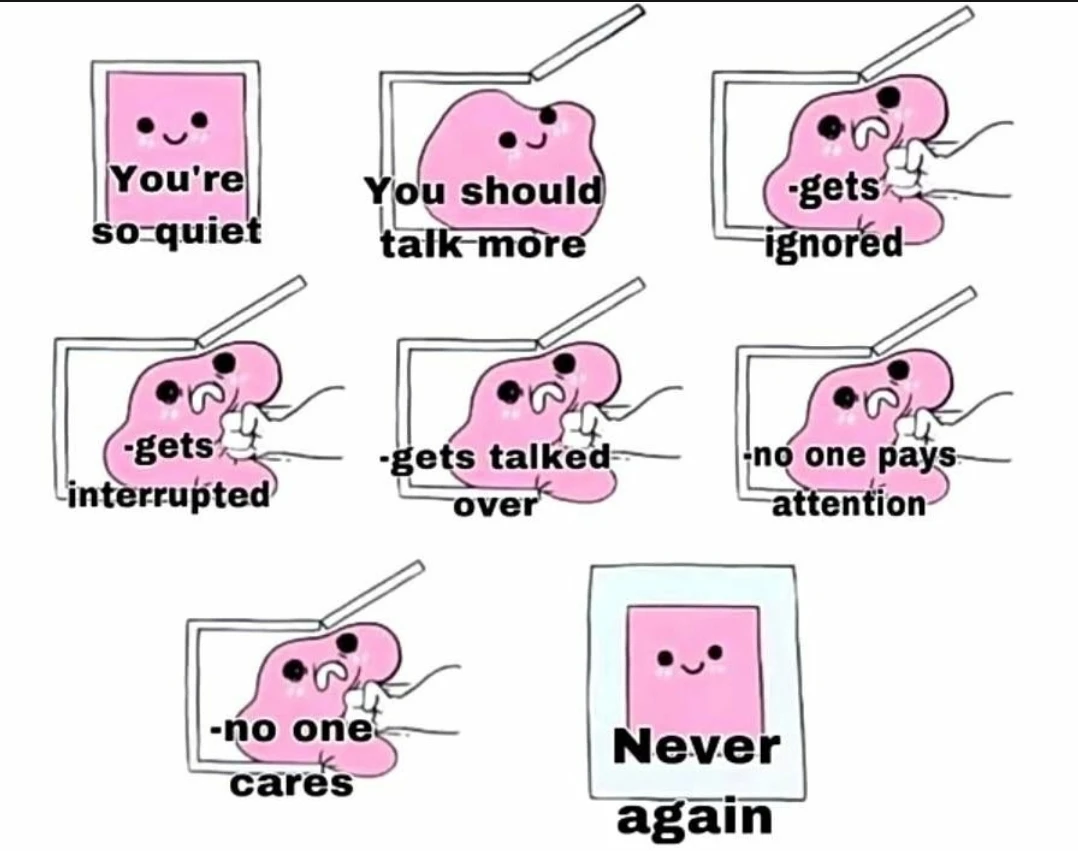 You're
so quiet
You should
talk more
-gets
ignored
-gets
interrupted
-gets talked
over
-no one pays
attention
-no one
cares
Never
again